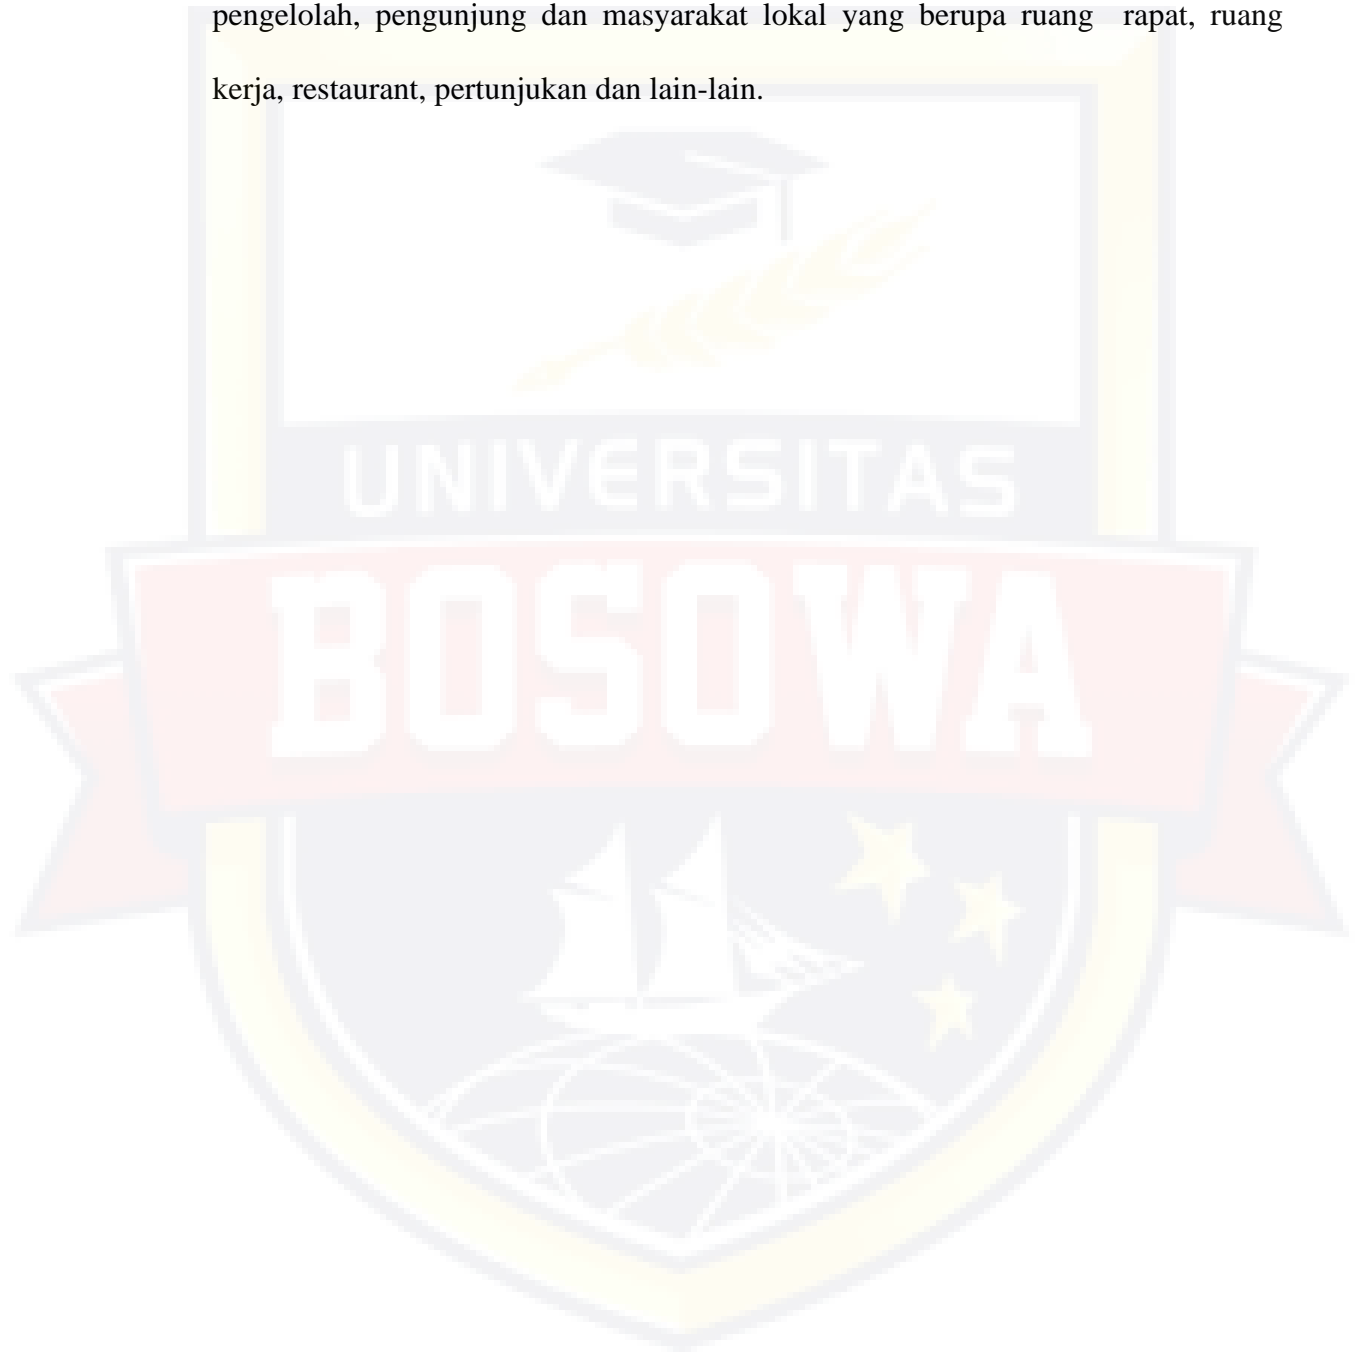 pengelolah, pengunjung dan masyarakat lokal yang berupa ruang rapat, ruang
kerja, restaurant, pertunjukan dan lain-lain.
UNIVERSITAS
BOSOWA